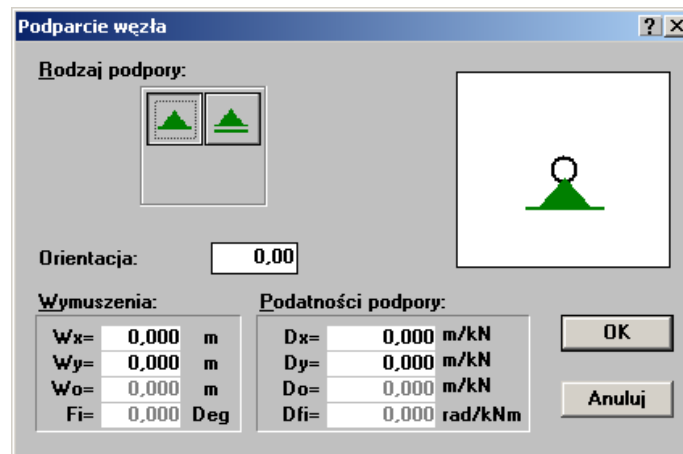 Podparcie węzła
Rodzaj podpory:
Orientacja: 0,00
Wymuszenia:
Wx= 0,000 m
Wy= 0,000 m
Wo= 0,000 m
Fi= 0,000 Deg
Podatności podpory:
Dx= 0,000 m/kN
Dy= 0,000 m/kN
Do= 0,000 m/kN
Dfi= 0,000 rad/kNm
OK
Anuluj